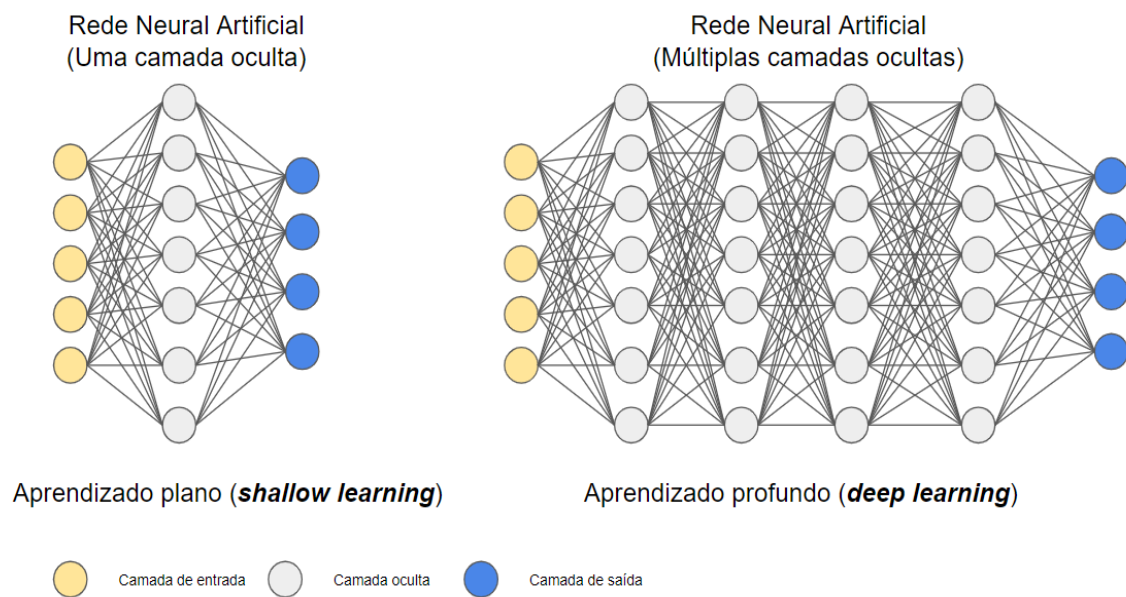 Rede Neural Artificial
(Uma camada oculta)
Rede Neural Artificial
(Múltiplas camadas ocultas)
Aprendizado plano (shallow learning)
Aprendizado profundo (deep learning)
Camada de entrada
Camada oculta
Camada de saída